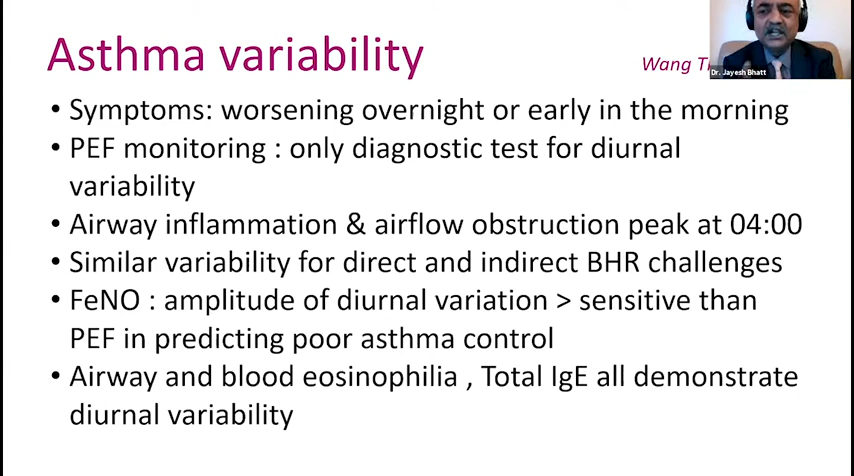 Asthma variability
Wang
Dr. Jayesh Bhatt
• Symptoms: worsening overnight or early in the morning
• PEF monitoring : only diagnostic test for diurnal
variability
• Airway inflammation & airflow obstruction peak at 04:00
• Similar variability for direct and indirect BHR challenges
• FeNO : amplitude of diurnal variation > sensitive than
PEF in predicting poor asthma control
• Airway and blood eosinophilia , Total IgE all demonstrate
diurnal variability